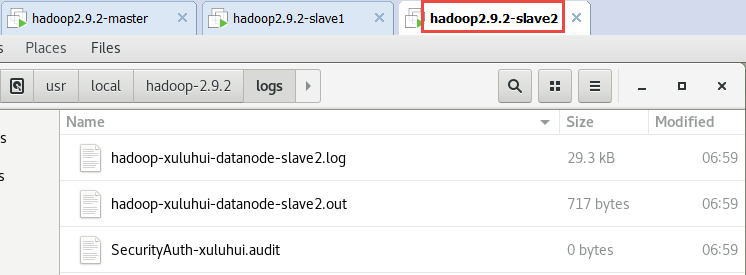 hadoop2.9.2-master hadoop2.9.2-slave1 hadoop2.9.2-slave2
Places Files
usr local hadoop-2.9.2 logs
Name Size Modified
hadoop-xuluhui-datanode-slave2.log 29.3 kB 06:59
hadoop-xuluhui-datanode-slave2.out 717 bytes 06:59
SecurityAuth-xuluhui.audit 0 bytes 06:59